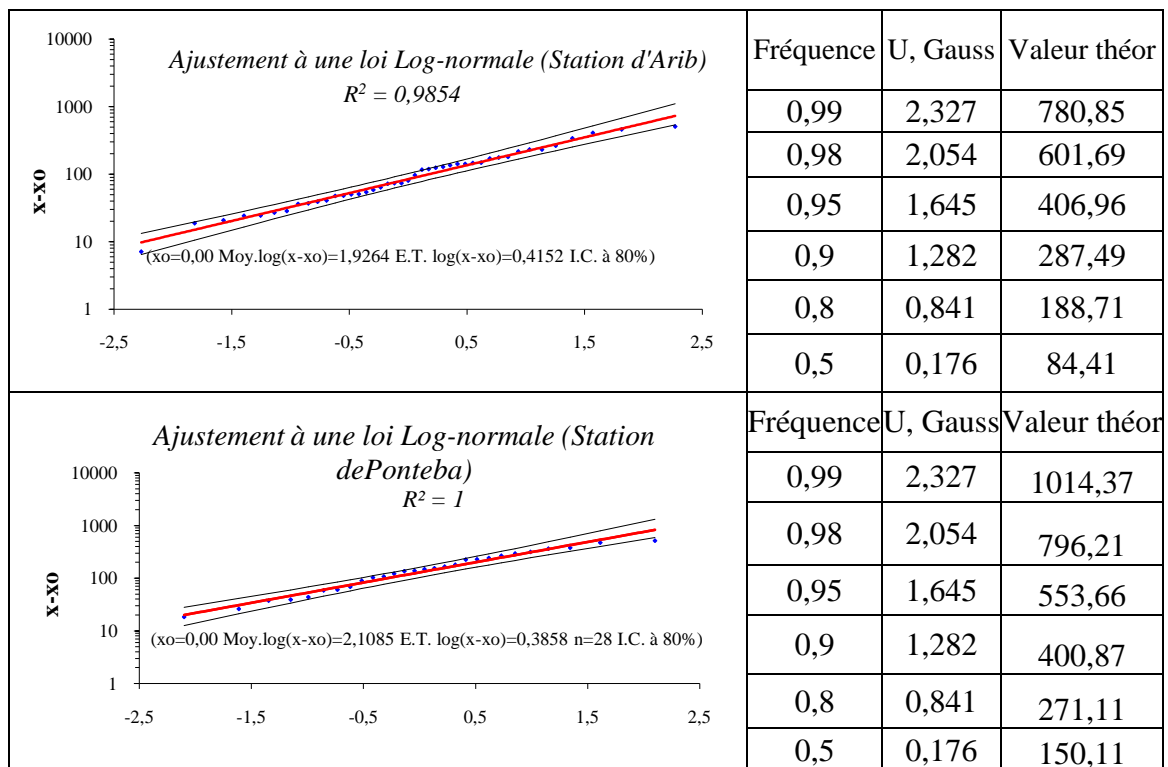 Ajustement à une loi Log-normale (Station d'Arib)
R² = 0,9854
10000
1000
100
10
1
x-xo
(xo=0,00 Moy.log(x-xo)=1,9264 E.T. log(x-xo)=0,4152 I.C. à 80%)
-2,5 -1,5 -0,5 0,5 1,5 2,5
Fréquence U, Gauss Valeur théor
0,99 2,327 780,85
0,98 2,054 601,69
0,95 1,645 406,96
0,9 1,282 287,49
0,8 0,841 188,71
0,5 0,176 84,41
Ajustement à une loi Log-normale (Station
dePonteba)
R² = 1
10000
1000
100
10
1
x-xo
(xo=0,00 Moy.log(x-xo)=2,1085 E.T. log(x-xo)=0,3858 n=28 I.C. à 80%)
-2,5 -1,5 -0,5 0,5 1,5 2,5
Fréquence U, Gauss Valeur théor
0,99 2,327 1014,37
0,98 2,054 796,21
0,95 1,645 553,66
0,9 1,282 400,87
0,8 0,841 271,11
0,5 0,176 150,11